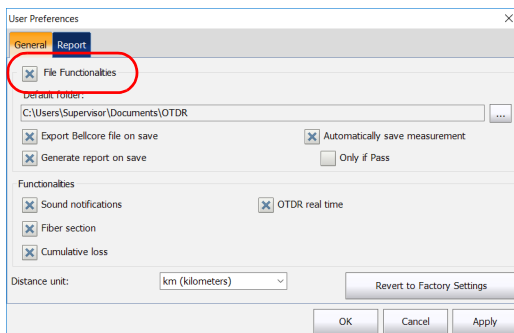 User Preferences
General Report
File Functionalities
Default folder:
C:\Users\Supervisor\Documents\OTDR ...
Export Bellcore file on save Automatically save measurement
Generate report on save Only if Pass
Functionalities
Sound notifications OTDR real time
Fiber section
Cumulative loss
Distance unit: km (kilometers) Revert to Factory Settings
OK Cancel Apply